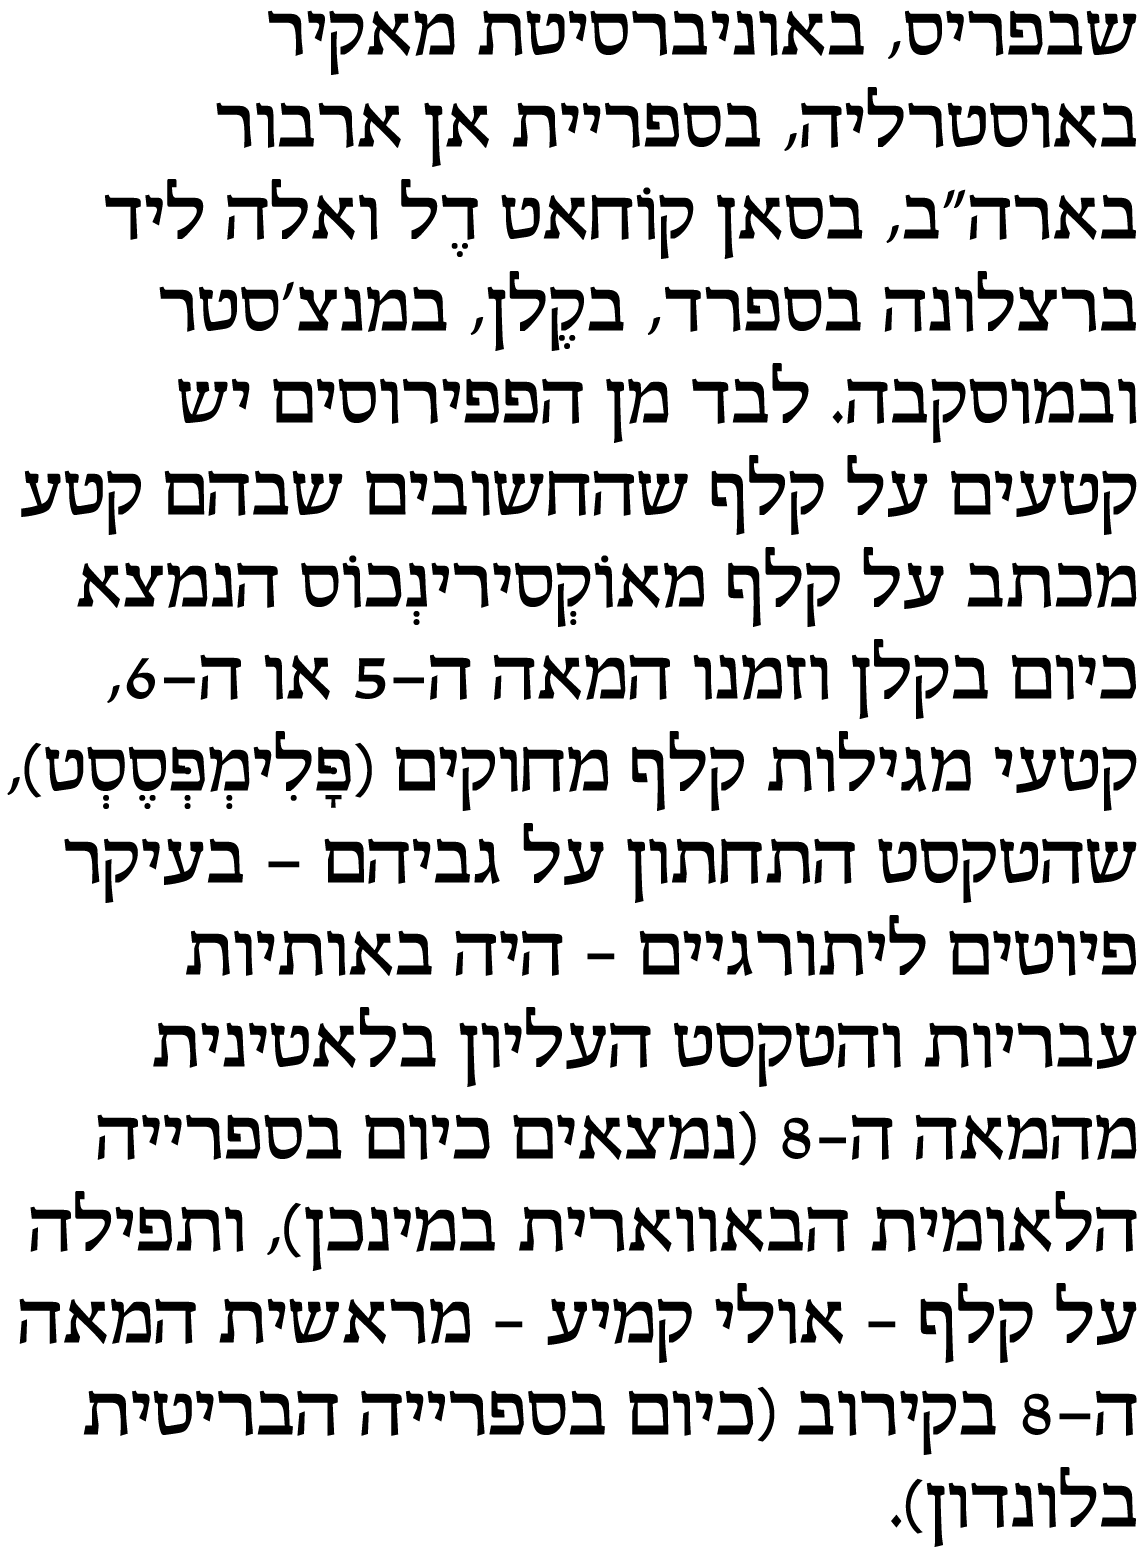 שבפריס, באוניברסיטת מאקיר
באוסטרליה, בספריית אן ארבור
בארה״ב, בסאן קוֹחאט דֶל ואלה ליד
ברצלונה בספרד, בקֶלן, במנצ׳סטר
ובמוסקבה. לבד מן הפפירוסים יש
קטעים על קלף שהחשובים שבהם קטע
מכתב על קלף מאוֹקְסירינְכוֹס הנמצא
כיום בקלן וזמנו המאה ה–5 או ה–6,
קטעי מגילות קלף מחוקים (פָּלִימְפְּסֶסְט),
שהטקסט התחתון על גביהם – בעיקר
פיוטים ליתורגיים – היה באותיות
עבריות והטקסט העליון בלאטינית
מהמאה ה–8 (נמצאים כיום בספרייה
הלאומית הבאווארית במינכן), ותפילה
על קלף – אולי קמיע – מראשית המאה
ה–8 בקירוב (כיום בספרייה הבריטית
בלונדון).